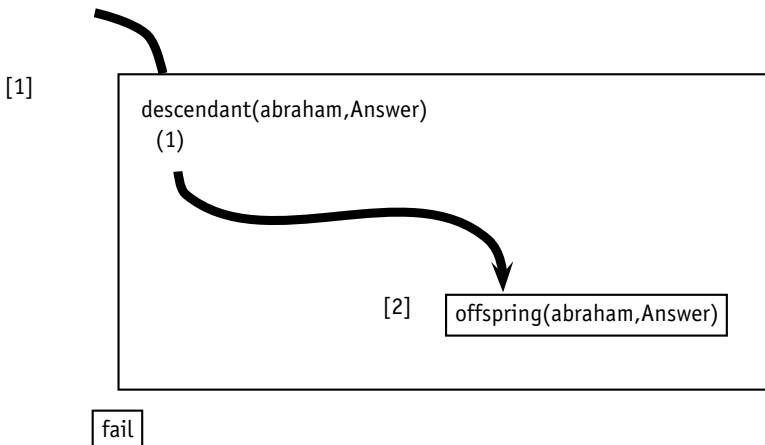 [1]
descendant(abraham,Answer)
(1)
[2] offspring(abraham,Answer)
fail